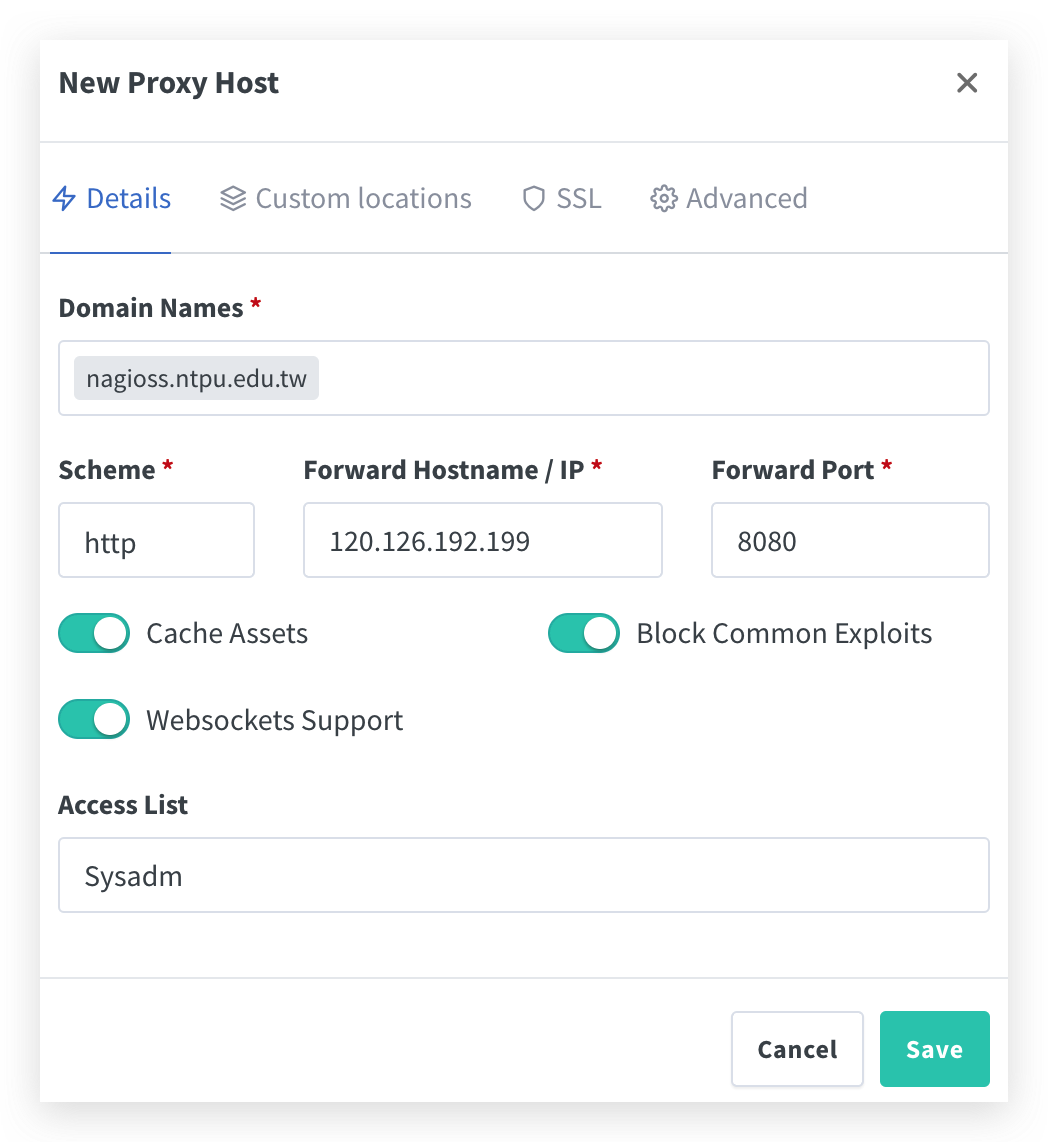 New Proxy Host
Details Custom locations SSL Advanced
Domain Names *
nagioss.ntpu.edu.tw
Scheme * Forward Hostname / IP * Forward Port *
http 120.126.192.199 8080
Cache Assets Block Common Exploits
Websockets Support
Access List
Sysadm
Cancel Save